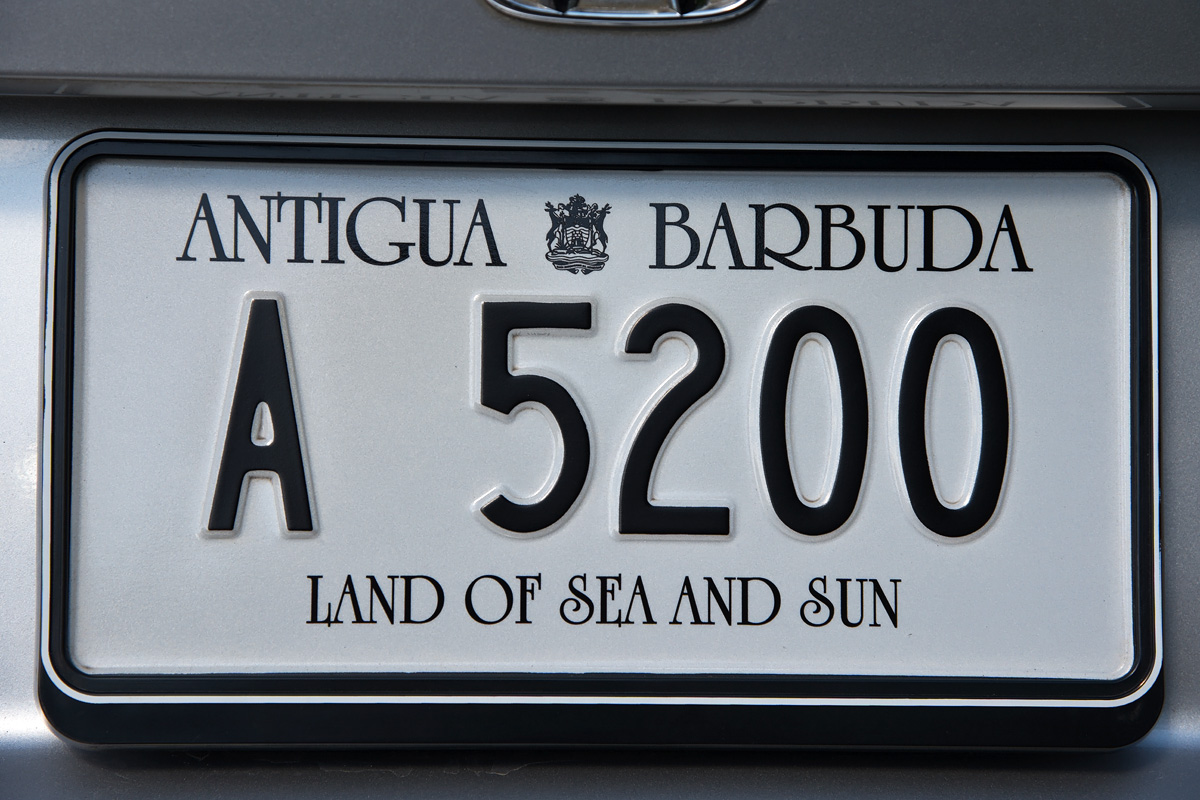 ANTIGUA BARBUDA
A 5200
LAND OF SEA AND SUN